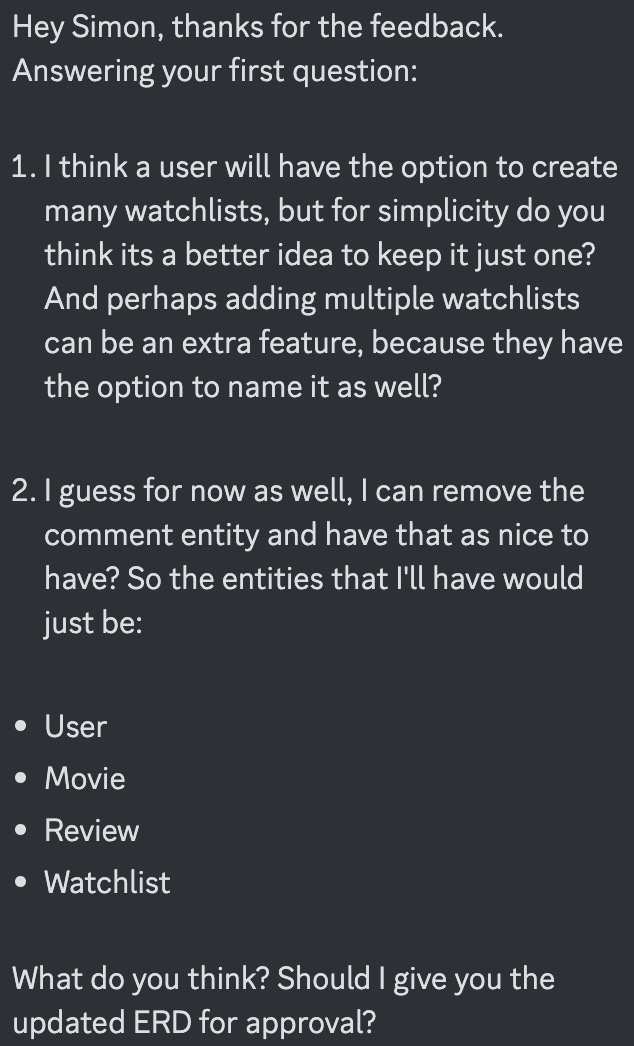 Hey Simon, thanks for the feedback.
Answering your first question:
1. I think a user will have the option to create
many watchlists, but for simplicity do you
think its a better idea to keep it just one?
And perhaps adding multiple watchlists
can be an extra feature, because they have
the option to name it as well?
2. I guess for now as well, I can remove the
comment entity and have that as nice to
have? So the entities that I'll have would
just be:
• User
• Movie
• Review
• Watchlist
What do you think? Should I give you the
updated ERD for approval?